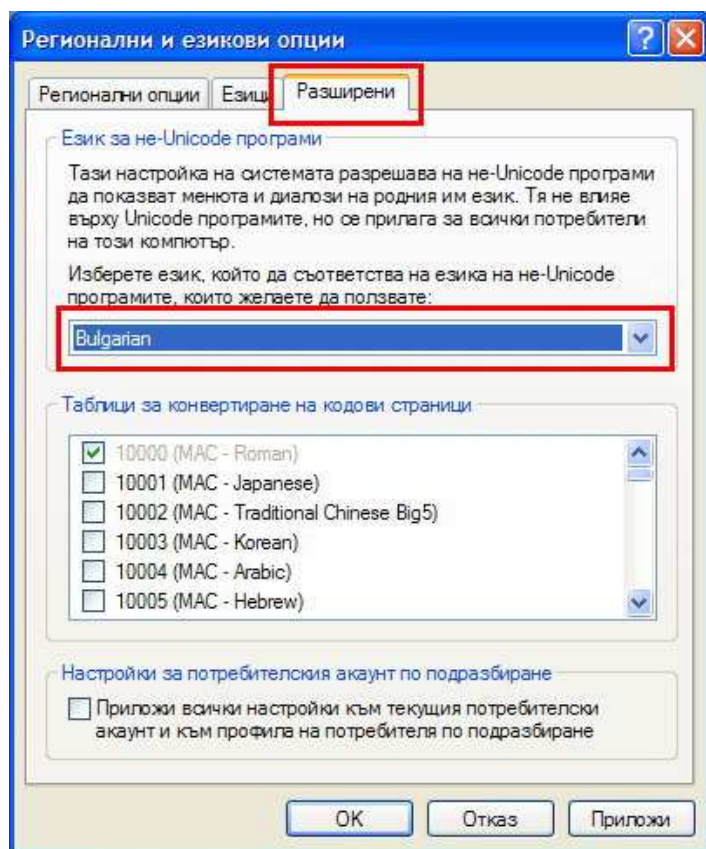 Регионални и езикови опции
Регионални опции Езици Разширени
Език за не-Unicode програми
Тази настройка на системата разрешава на не-Unicode програми
да показват менюта и диалози на родния им език. Тя не влияе
върху Unicode програмите, но се прилага за всички потребители
на този компютър.
Изберете език, който да съответства на езика на не-Unicode
програмите, които желаете да ползвате:
Bulgarian
Таблици за конвертиране на кодови страници
10000 (MAC - Roman)
10001 (MAC - Japanese)
10002 (MAC - Traditional Chinese Big5)
10003 (MAC - Korean)
10004 (MAC - Arabic)
10005 (MAC - Hebrew)
Настройки за потребителския акаунт по подразбиране
Приложи всички настройки към текущия потребителски
акаунт и към профила на потребителя по подразбиране
OK Отказ Приложи